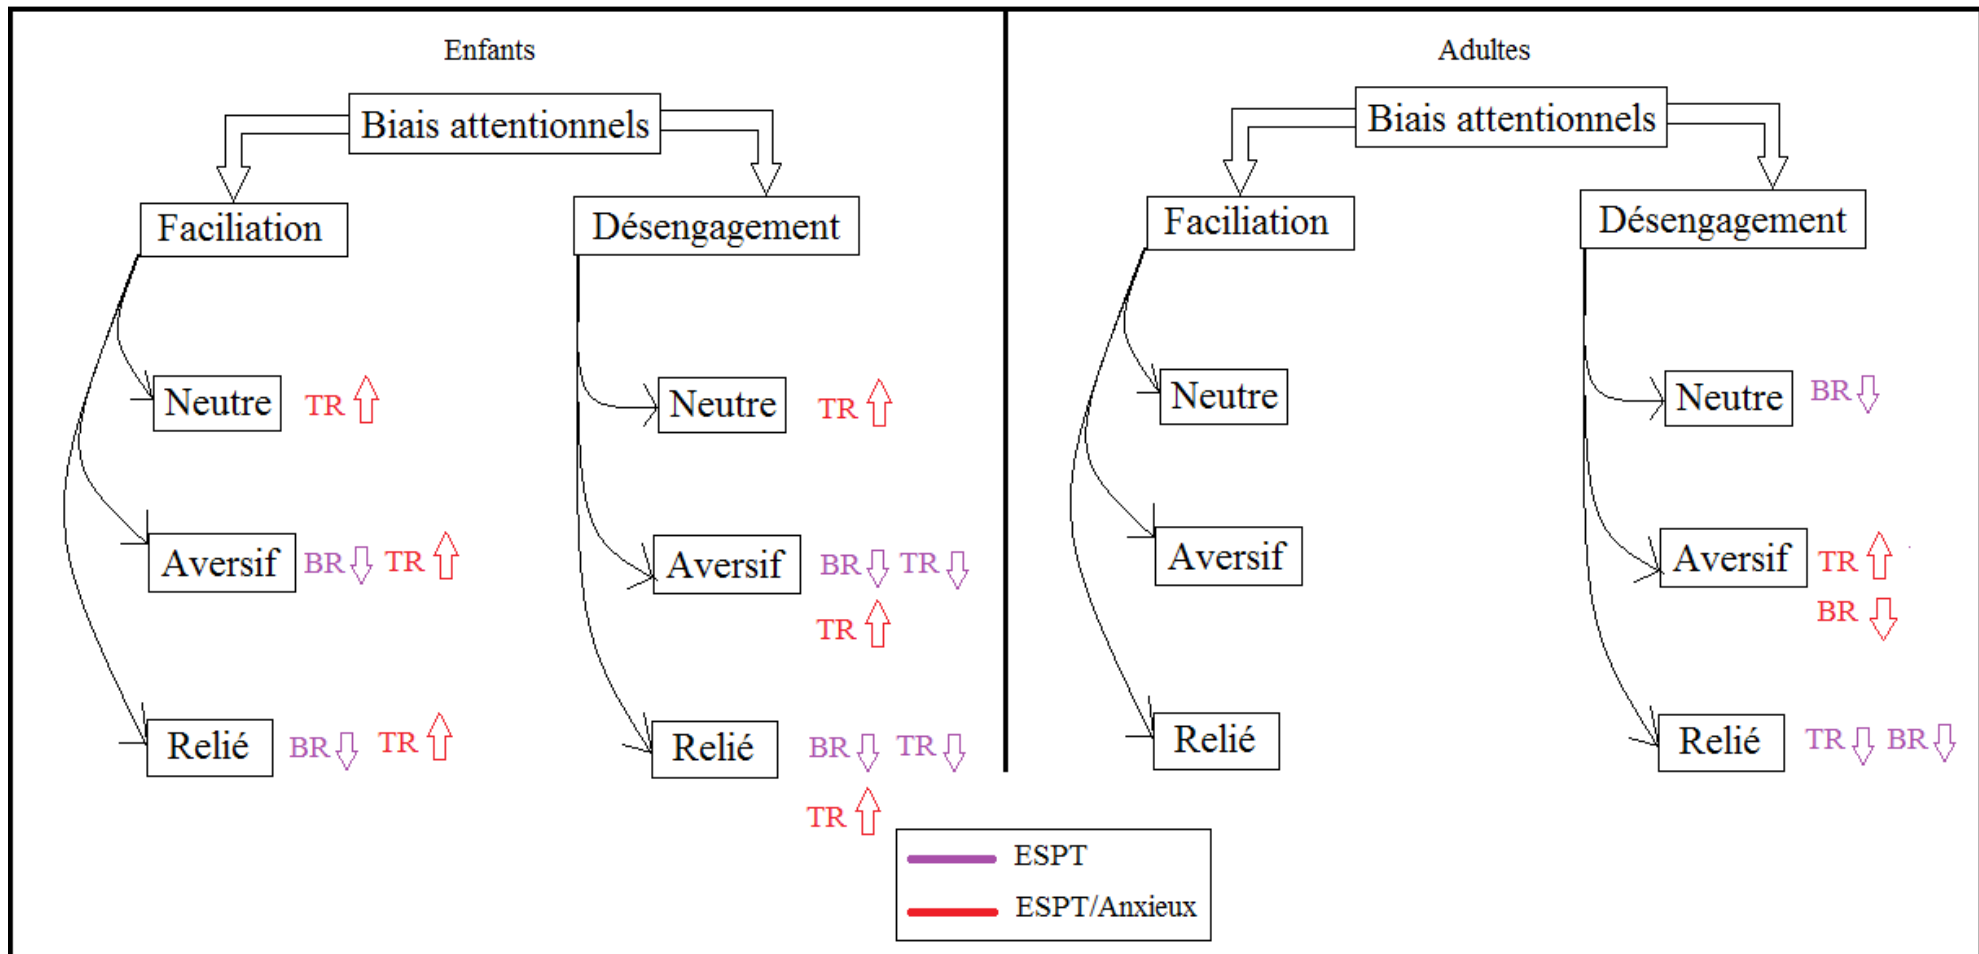 Enfants
Biais attentionnels
Faciliation
Désengagement
Neutre TR
Neutre TR
Aversif BR TR
Aversif BR TR
TR
Relié BR TR
Relié BR TR
TR
Adultes
Biais attentionnels
Faciliation
Désengagement
Neutre
Neutre BR
Aversif
Aversif TR
BR
Relié
Relié TR BR
ESPT
ESPT/Anxieux